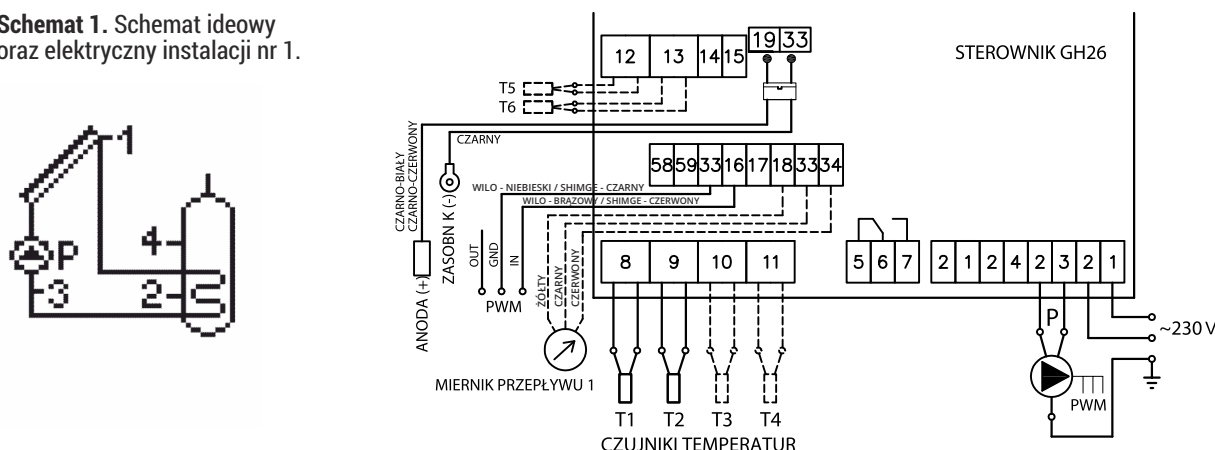 Schemat 1. Schemat ideowy
oraz elektryczny instalacji nr 1.
1
P
4
3
2
STEROWNIK GH26
19 33
12 13 14 15
T5
T6
CZARNO-BIAŁY
CZARNO-CZERWONY
CZARNY
58 59 33 16 17 18 33 34
WILO - NIEBIESKI / SHIMGE - CZARNY
WILO - BRĄZOWY / SHIMGE - CZERWONY
ANODA (+)
ZASOBN K (-)
OUT
GND
IN
PWM
ŻÓŁTY
CZARNY
CZERWONY
MIERNIK PRZEPŁYWU 1
8 9 10 11
5 6 7
2 1 2 4 2 3 2 1
P
~230 V
PWM
T1 T2 T3 T4
CZUJNIKI TEMPERATUR